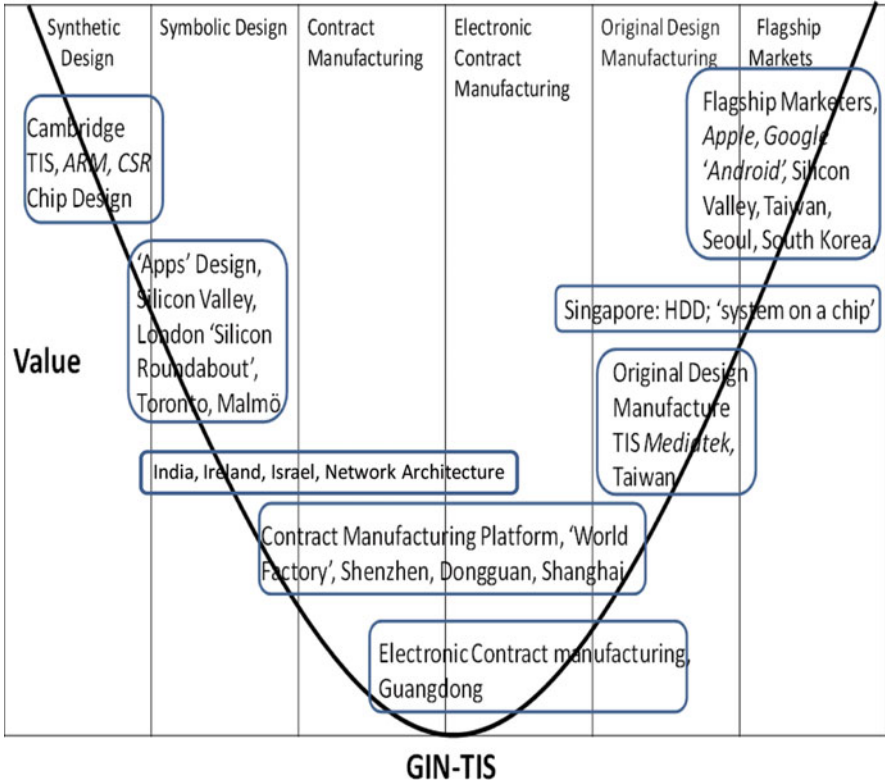 Synthetic
Design
Symbolic Design
Contract
Manufacturing
Electronic
Contract
Manufacturing
Original Design
Manufacturing
Flagship
Markets
Cambridge
TIS, ARM, CSR
Chip Design
Flagship Marketers,
Apple, Google
‘Android’, Silicon
Valley, Taiwan,
Seoul, South Korea,
‘Apps’ Design,
Silicon Valley,
London ‘Silicon
Roundabout’,
Toronto, Malmö
Singapore: HDD; ‘system on a chip’
Value
Original Design
Manufacture
TIS Mediatek,
Taiwan
India, Ireland, Israel, Network Architecture
Contract Manufacturing Platform, ‘World
Factory’, Shenzhen, Dongguan, Shanghai
Electronic Contract manufacturing,
Guangdong
GIN-TIS